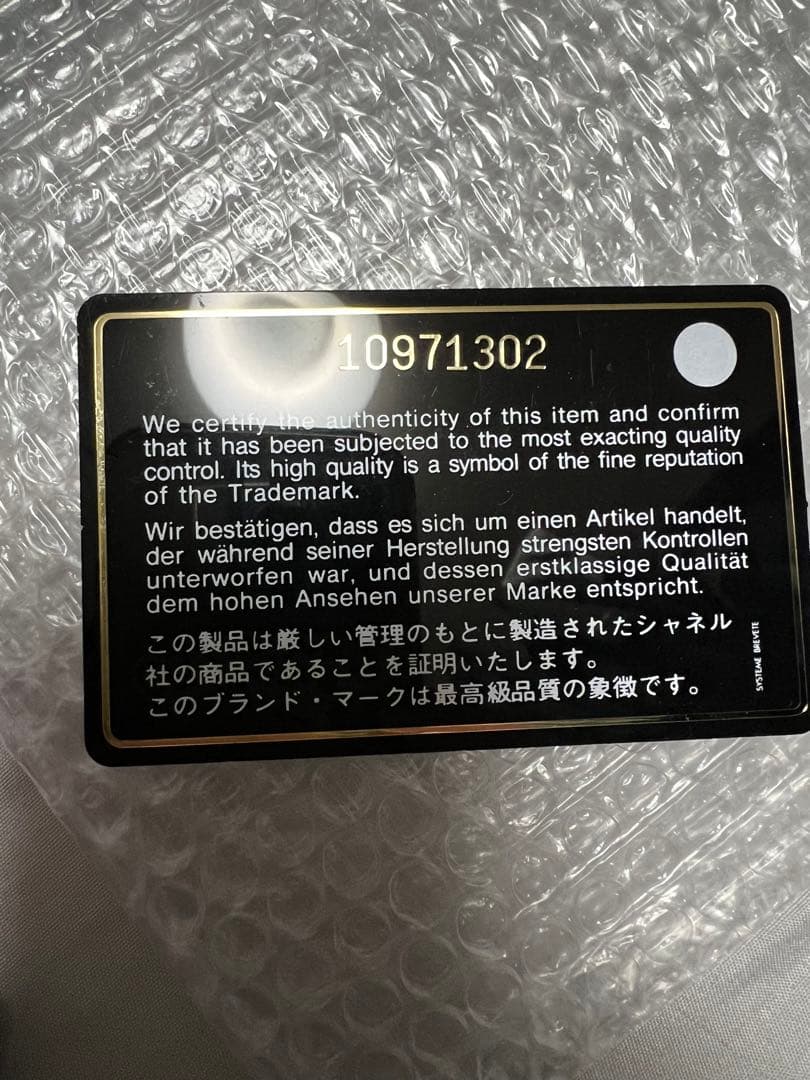 10971302
We certify the authenticity of this item and confirm
that it has been subjected to the most exacting quality
control. Its high quality is a symbol of the fine reputation
of the Trademark.
Wir bestätigen, dass es sich um einen Artikel handelt,
der während seiner Herstellung strengsten Kontrollen
unterworfen war, und dessen erstklassige Qualität
dem hohen Ansehen unserer Marke entspricht.
この製品は厳しい管理のもとに製造されたシャネル
社の商品であることを証明いたします。
このブランド・マークは最高級品質の象徴です。
SYSTEME BREVETE